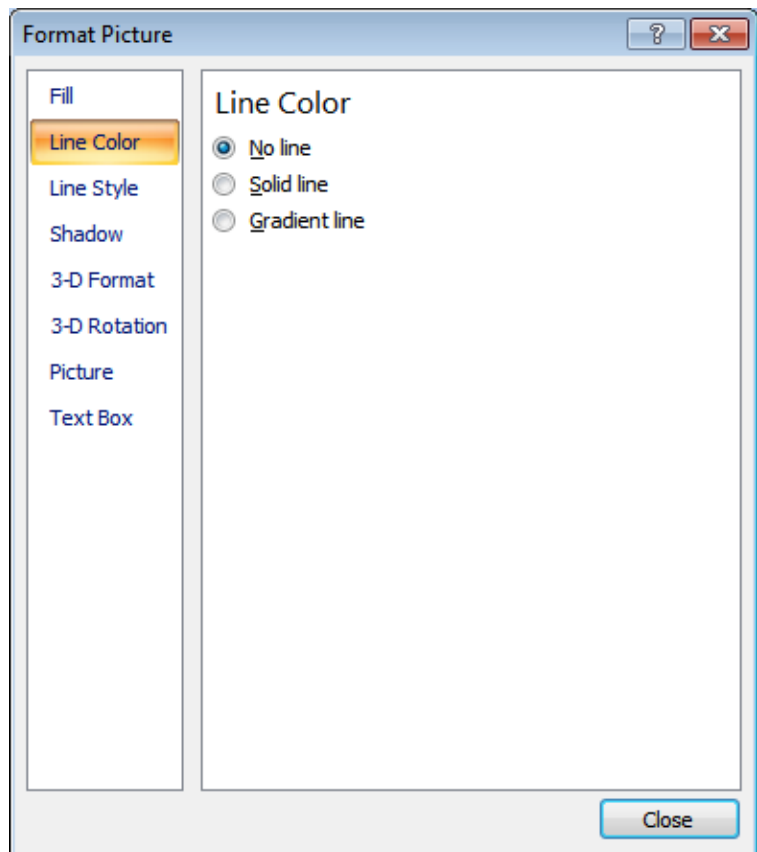 Format Picture
Fill
Line Color
Line Style
Shadow
3-D Format
3-D Rotation
Picture
Text Box
Line Color
No line
Solid line
Gradient line
Close